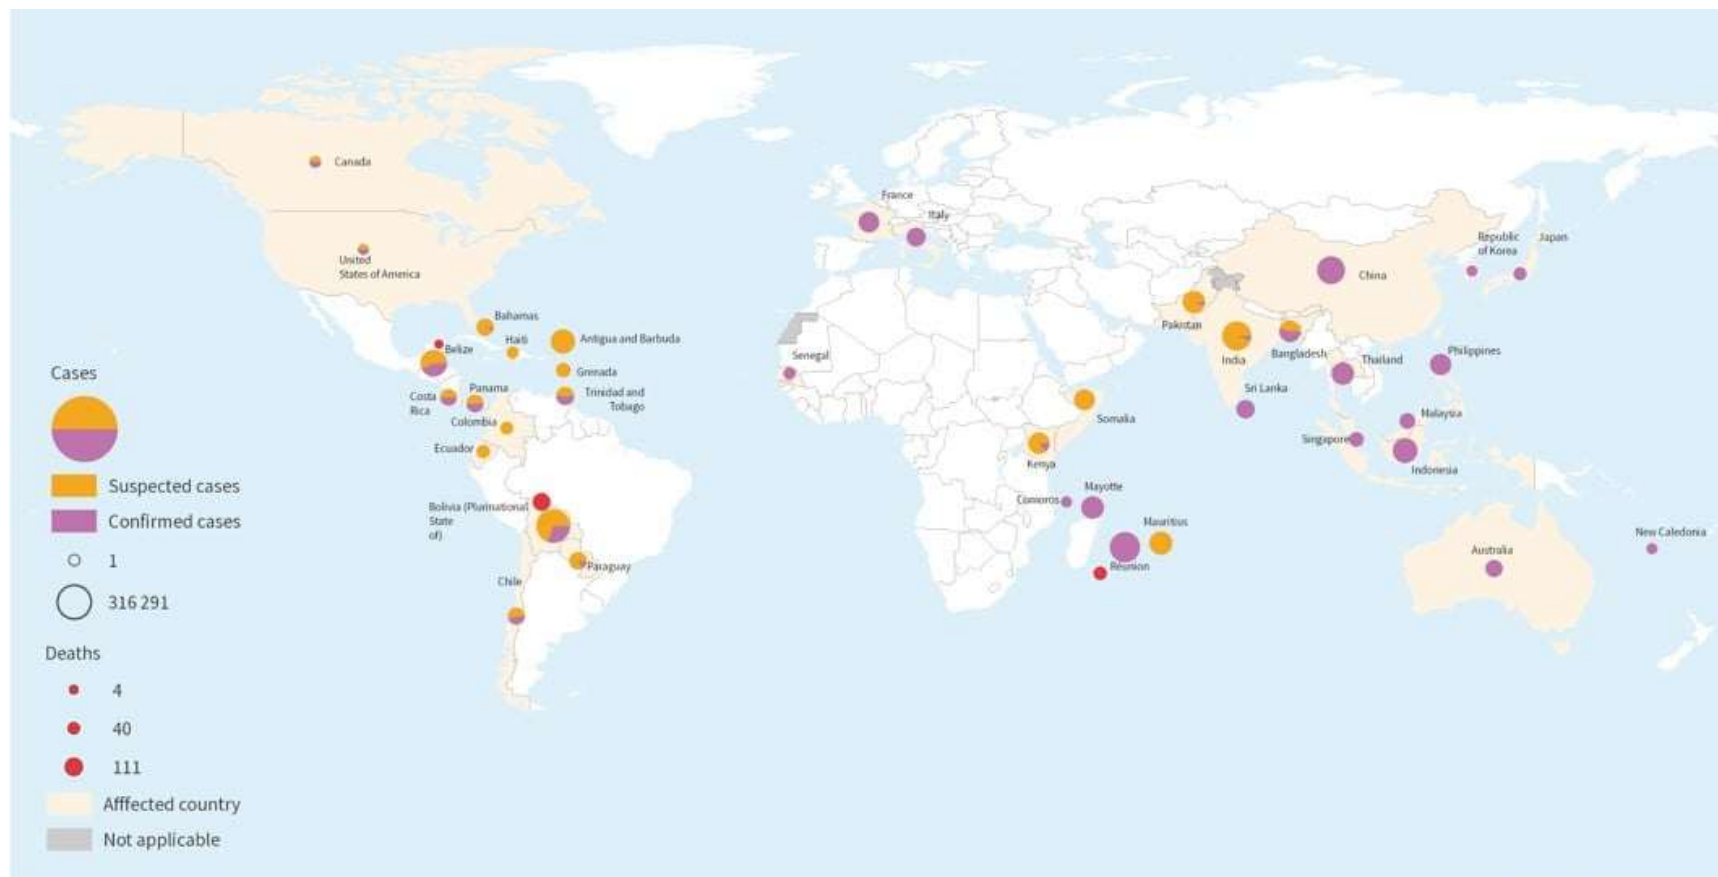 Canada
United
States of America
Bahamas
Haiti
Antigua and Barbuda
Belize
Grenada
Costa
Rica
Panama
Trinidad and
Tobago
Colombia
Ecuador
Bolivia (Plurinational
State
of)
Paraguay
Chile
France
Italy
Senegal
Somalia
Kenya
Comoros
Mayotte
Mauritius
Réunion
Pakistan
India
Bangladesh
Sri Lanka
Thailand
China
Republic
of Korea
Japan
Philippines
Malaysia
Singapore
Indonesia
Australia
New Caledonia
Cases
Suspected cases
Confirmed cases
1
316 291
Deaths
4
40
111
Afffected country
Not applicable